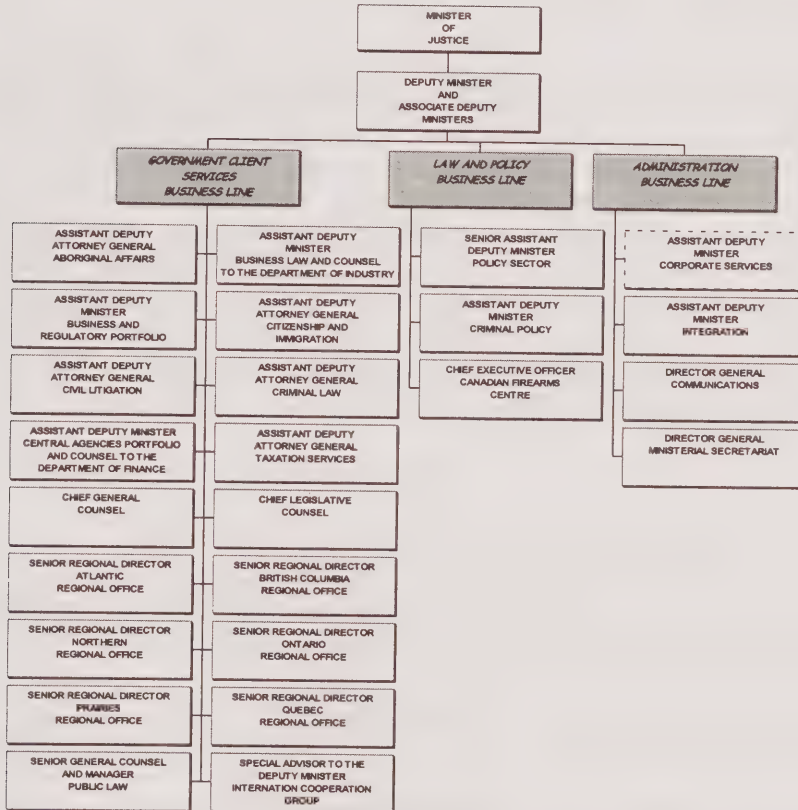 MINISTER
OF
JUSTICE
DEPUTY MINISTER
AND
ASSOCIATE DEPUTY
MINISTERS
GOVERNMENT CLIENT
SERVICES
BUSINESS LINE
LAW AND POLICY
BUSINESS LINE
ADMINISTRATION
BUSINESS LINE
ASSISTANT DEPUTY
ATTORNEY GENERAL
ABORIGINAL AFFAIRS
ASSISTANT DEPUTY
MINISTER
BUSINESS LAW AND COUNSEL
TO THE DEPARTMENT OF INDUSTRY
SENIOR ASSISTANT
DEPUTY MINISTER
POLICY SECTOR
ASSISTANT DEPUTY
MINISTER
CORPORATE SERVICES
ASSISTANT DEPUTY
MINISTER
BUSINESS AND
REGULATORY PORTFOLIO
ASSISTANT DEPUTY
ATTORNEY GENERAL
CITIZENSHIP AND
IMMIGRATION
ASSISTANT DEPUTY
MINISTER
CRIMINAL POLICY
ASSISTANT DEPUTY
MINISTER
INTEGRATION
ASSISTANT DEPUTY
ATTORNEY GENERAL
CIVIL LITIGATION
ASSISTANT DEPUTY
ATTORNEY GENERAL
CRIMINAL LAW
CHIEF EXECUTIVE OFFICER
CANADIAN FIREARMS
CENTRE
DIRECTOR GENERAL
COMMUNICATIONS
ASSISTANT DEPUTY MINISTER
CENTRAL AGENCIES PORTFOLIO
AND COUNSEL TO THE
DEPARTMENT OF FINANCE
ASSISTANT DEPUTY
ATTORNEY GENERAL
TAXATION SERVICES
DIRECTOR GENERAL
MINISTERIAL SECRETARIAT
CHIEF GENERAL
COUNSEL
CHIEF LEGISLATIVE
COUNSEL
SENIOR REGIONAL DIRECTOR
ATLANTIC
REGIONAL OFFICE
SENIOR REGIONAL DIRECTOR
BRITISH COLUMBIA
REGIONAL OFFICE
SENIOR REGIONAL DIRECTOR
NORTHERN
REGIONAL OFFICE
SENIOR REGIONAL DIRECTOR
ONTARIO
REGIONAL OFFICE
SENIOR REGIONAL DIRECTOR
PRAIRIES
REGIONAL OFFICE
SENIOR REGIONAL DIRECTOR
QUEBEC
REGIONAL OFFICE
SENIOR GENERAL COUNSEL
AND MANAGER
PUBLIC LAW
SPECIAL ADVISOR TO THE
DEPUTY MINISTER
INTERNATION COOPERATION
GROUP